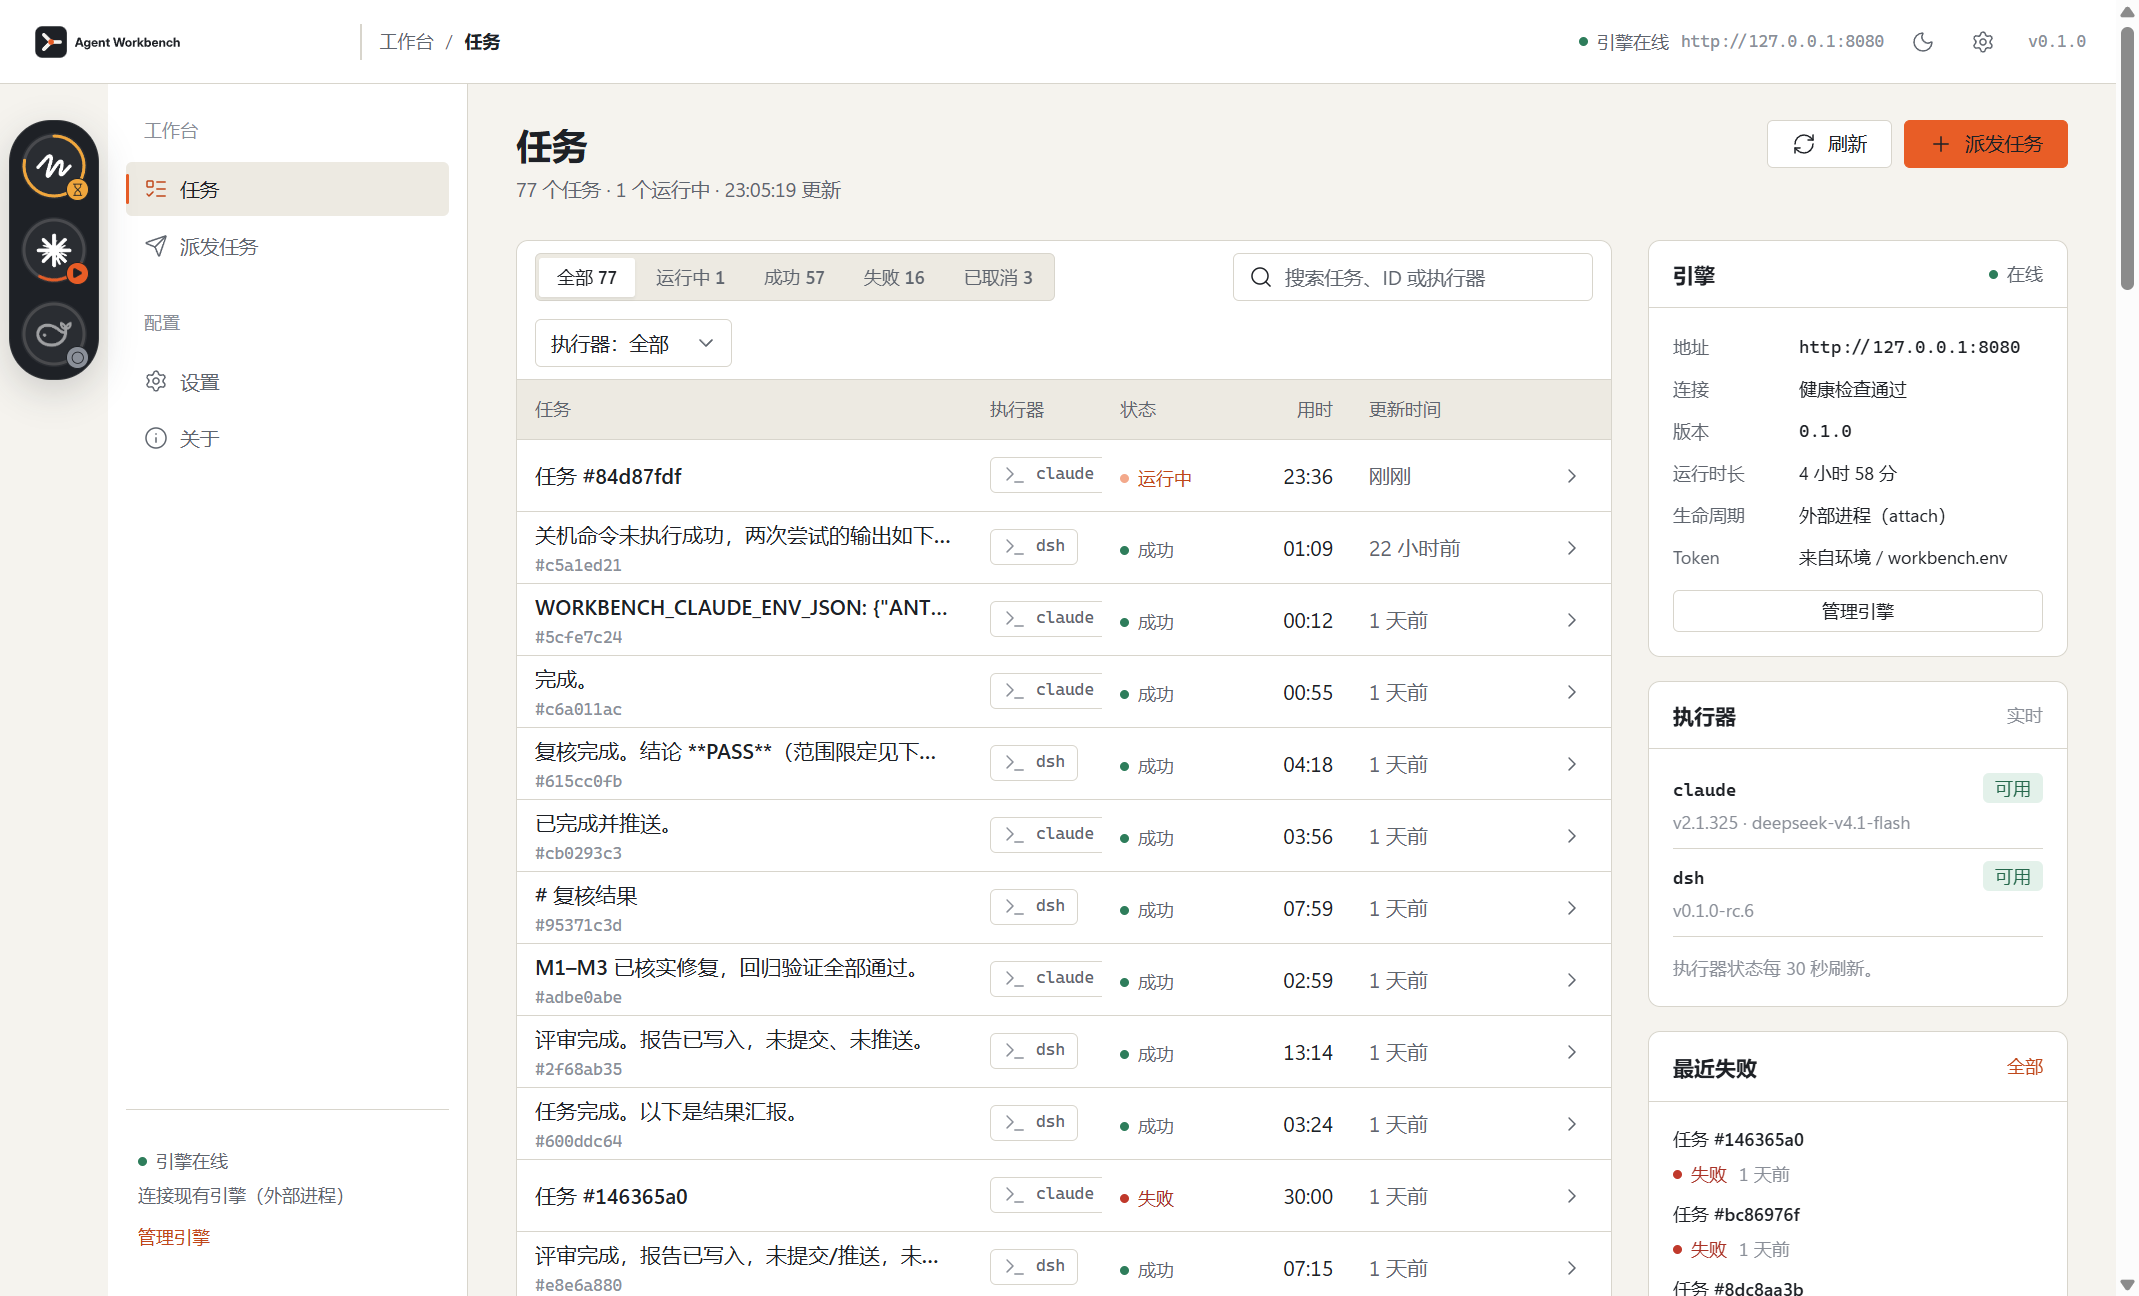 Agent Workbench
工作台 / 任务
引擎在线 http://127.0.0.1:8080
v0.1.0
工作台
任务
派发任务
配置
设置
关于
引擎在线
连接现有引擎（外部进程）
管理引擎
任务
77 个任务 · 1 个运行中 · 23:05:19 更新
刷新
派发任务
全部 77 运行中 1 成功 57 失败 16 已取消 3
搜索任务、ID 或执行器
执行器：全部
任务 执行器 状态 用时 更新时间
任务 #84d87fdf claude 运行中 23:36 刚刚
关机命令未执行成功，两次尝试的输出如下... dsh 成功 01:09 22 小时前
#c5a1ed21
WORKBENCH_CLAUDE_ENV_JSON: {"ANT... claude 成功 00:12 1 天前
#5cfe7c24
完成。 claude 成功 00:55 1 天前
#c6a011ac
复核完成。结论 **PASS**（范围限定见下... dsh 成功 04:18 1 天前
#615cc0fb
已完成并推送。 claude 成功 03:56 1 天前
#cb0293c3
# 复核结果 dsh 成功 07:59 1 天前
#95371c3d
M1–M3 已核实修复，回归验证全部通过。 claude 成功 02:59 1 天前
#adbe0abe
评审完成。报告已写入，未提交、未推送。 dsh 成功 13:14 1 天前
#2f68ab35
任务完成。以下是结果汇报。 dsh 成功 03:24 1 天前
#600ddc64
任务 #146365a0 claude 失败 30:00 1 天前
评审完成，报告已写入，未提交/推送，未... dsh 成功 07:15 1 天前
#e8e6a880
引擎 在线
地址 http://127.0.0.1:8080
连接 健康检查通过
版本 0.1.0
运行时长 4 小时 58 分
生命周期 外部进程（attach）
Token 来自环境 / workbench.env
管理引擎
执行器 实时
claude 可用
v2.1.325 · deepseek-v4.1-flash
dsh 可用
v0.1.0-rc.6
执行器状态每 30 秒刷新。
最近失败 全部
任务 #146365a0
失败 1 天前
任务 #bc86976f
失败 1 天前
任务 #8dc8aa3b